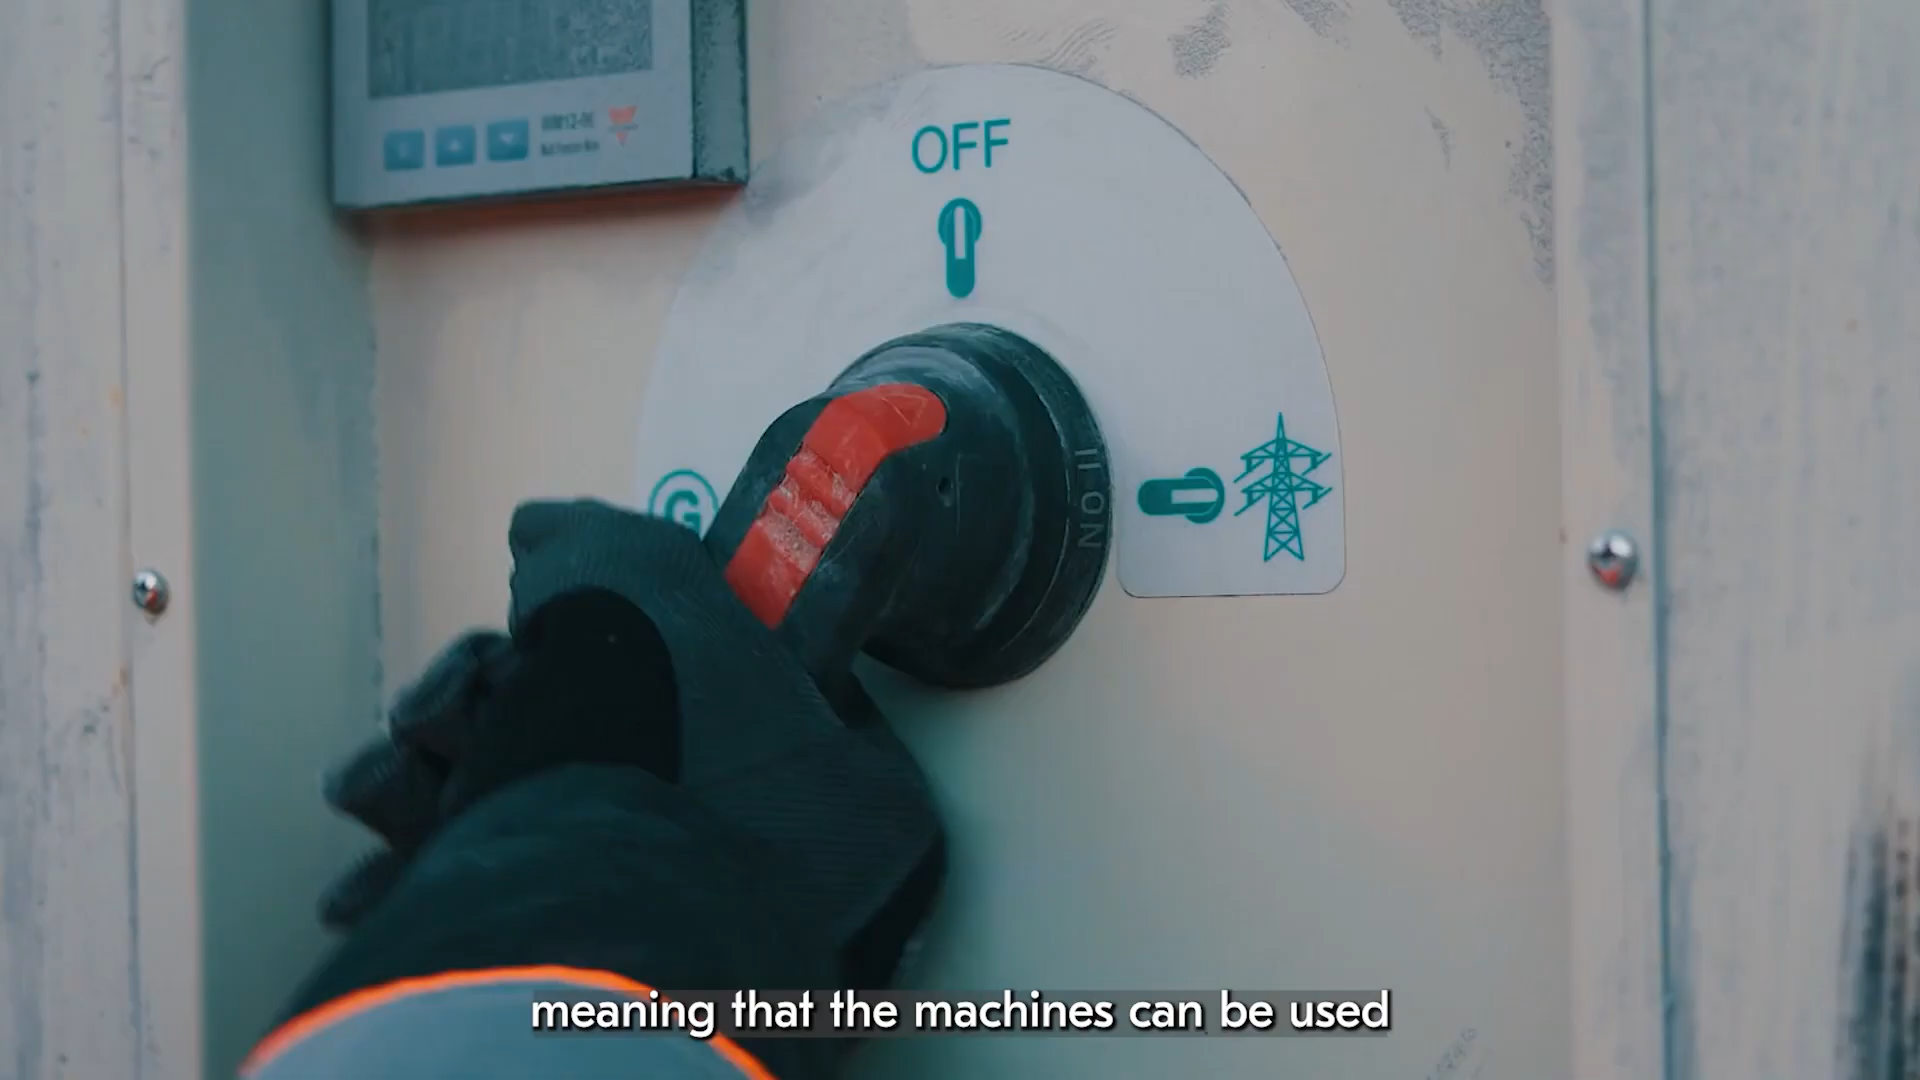 OFF
G
II ON
meaning that the machines can be used